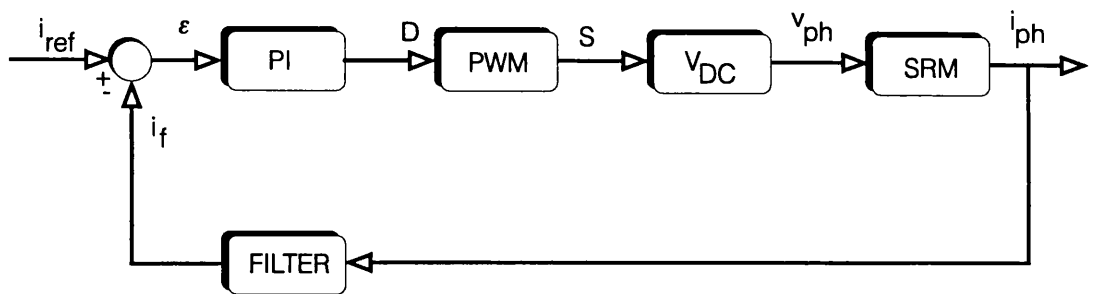 i_ref
+
-
ε
PI
D
PWM
S
V_DC
v_ph
SRM
i_ph
i_f
FILTER